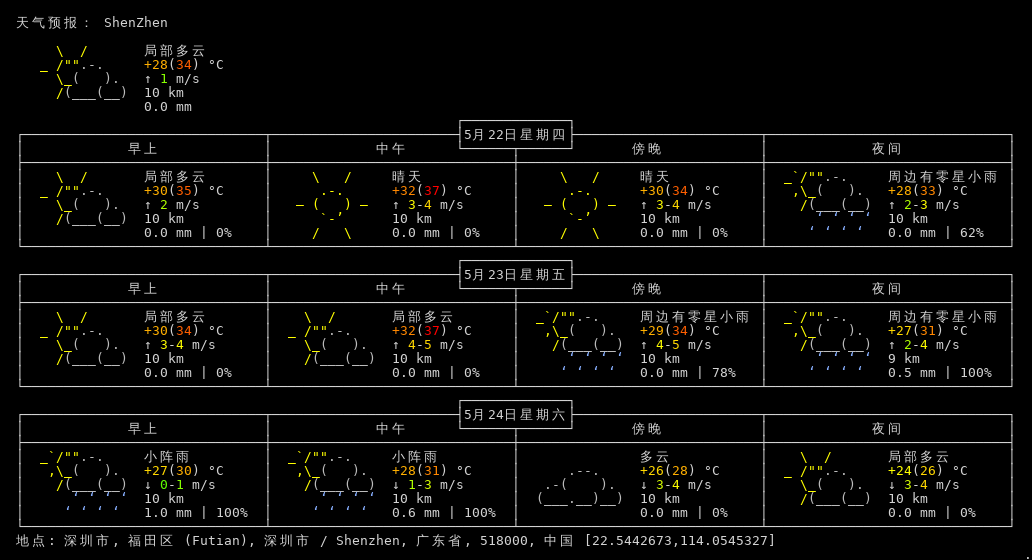 天气预报： ShenZhen
局部多云
+28(34) °C
↑ 1 m/s
10 km
0.0 mm
5月22日星期四
早上 中午 傍晚 夜间
局部多云 晴天 晴天 周边有零星小雨
+30(35) °C +32(37) °C +30(34) °C +28(33) °C
↑ 2 m/s ↑ 3-4 m/s ↑ 3-4 m/s ↑ 2-3 m/s
10 km 10 km 10 km 10 km
0.0 mm | 0% 0.0 mm | 0% 0.0 mm | 0% 0.0 mm | 62%
5月23日星期五
早上 中午 傍晚 夜间
局部多云 局部多云 周边有零星小雨 周边有零星小雨
+30(34) °C +32(37) °C +29(34) °C +27(31) °C
↑ 3-4 m/s ↑ 4-5 m/s ↑ 4-5 m/s ↑ 2-4 m/s
10 km 10 km 10 km 9 km
0.0 mm | 0% 0.0 mm | 0% 0.0 mm | 78% 0.5 mm | 100%
5月24日星期六
早上 中午 傍晚 夜间
小阵雨 小阵雨 多云 局部多云
+27(30) °C +28(31) °C +26(28) °C +24(26) °C
↓ 0-1 m/s ↑ 1-3 m/s ↓ 3-4 m/s ↓ 3-4 m/s
10 km 10 km 10 km 10 km
1.0 mm | 100% 0.6 mm | 100% 0.0 mm | 0% 0.0 mm | 0%
地点: 深圳市, 福田区 (Futian), 深圳市 / Shenzhen, 广东省, 518000, 中国 [22.5442673,114.0545327]